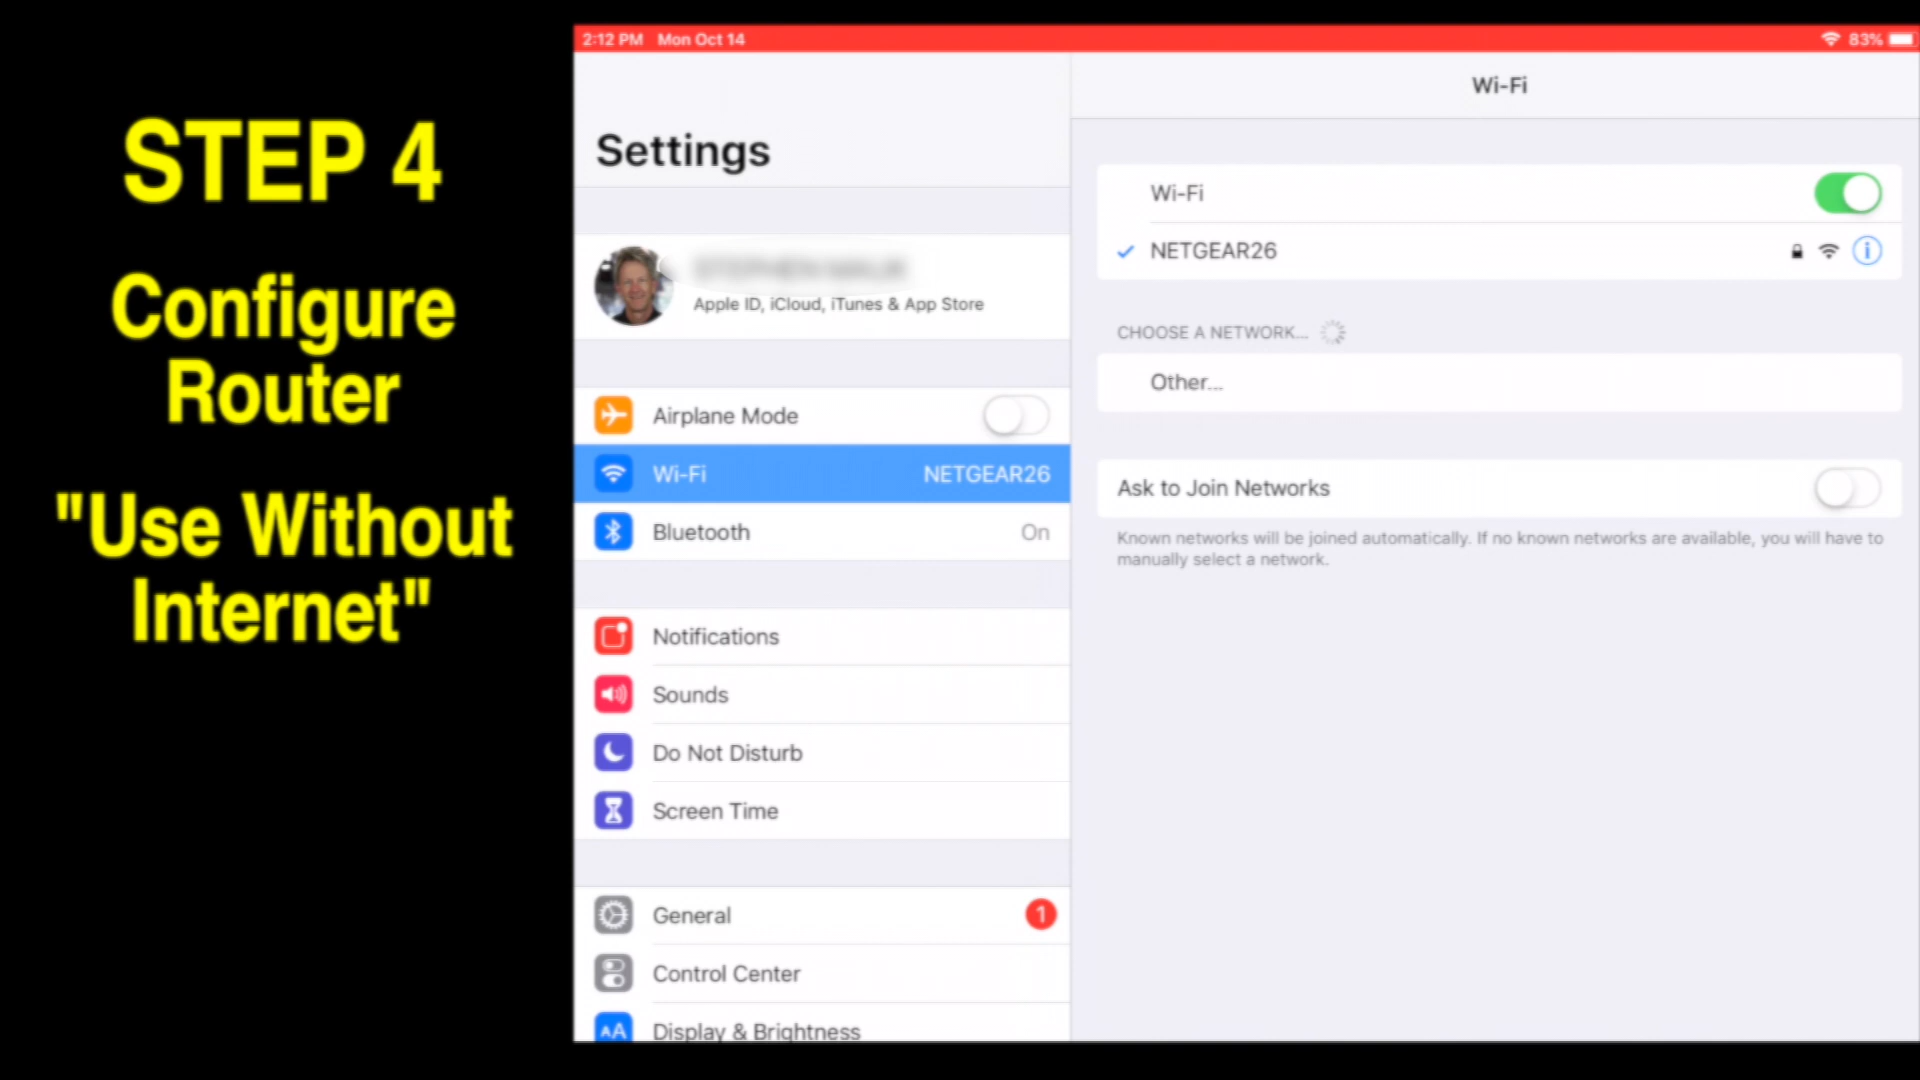 STEP 4
Configure
Router
"Use Without
Internet"
2:12 PM Mon Oct 14
83%
Settings
Apple ID, iCloud, iTunes & App Store
Airplane Mode
Wi-Fi NETGEAR26
Bluetooth On
Notifications
Sounds
Do Not Disturb
Screen Time
General 1
Control Center
AA Display & Brightness
Wi-Fi
Wi-Fi
NETGEAR26
CHOOSE A NETWORK...
Other...
Ask to Join Networks
Known networks will be joined automatically. If no known networks are available, you will have to
manually select a network.